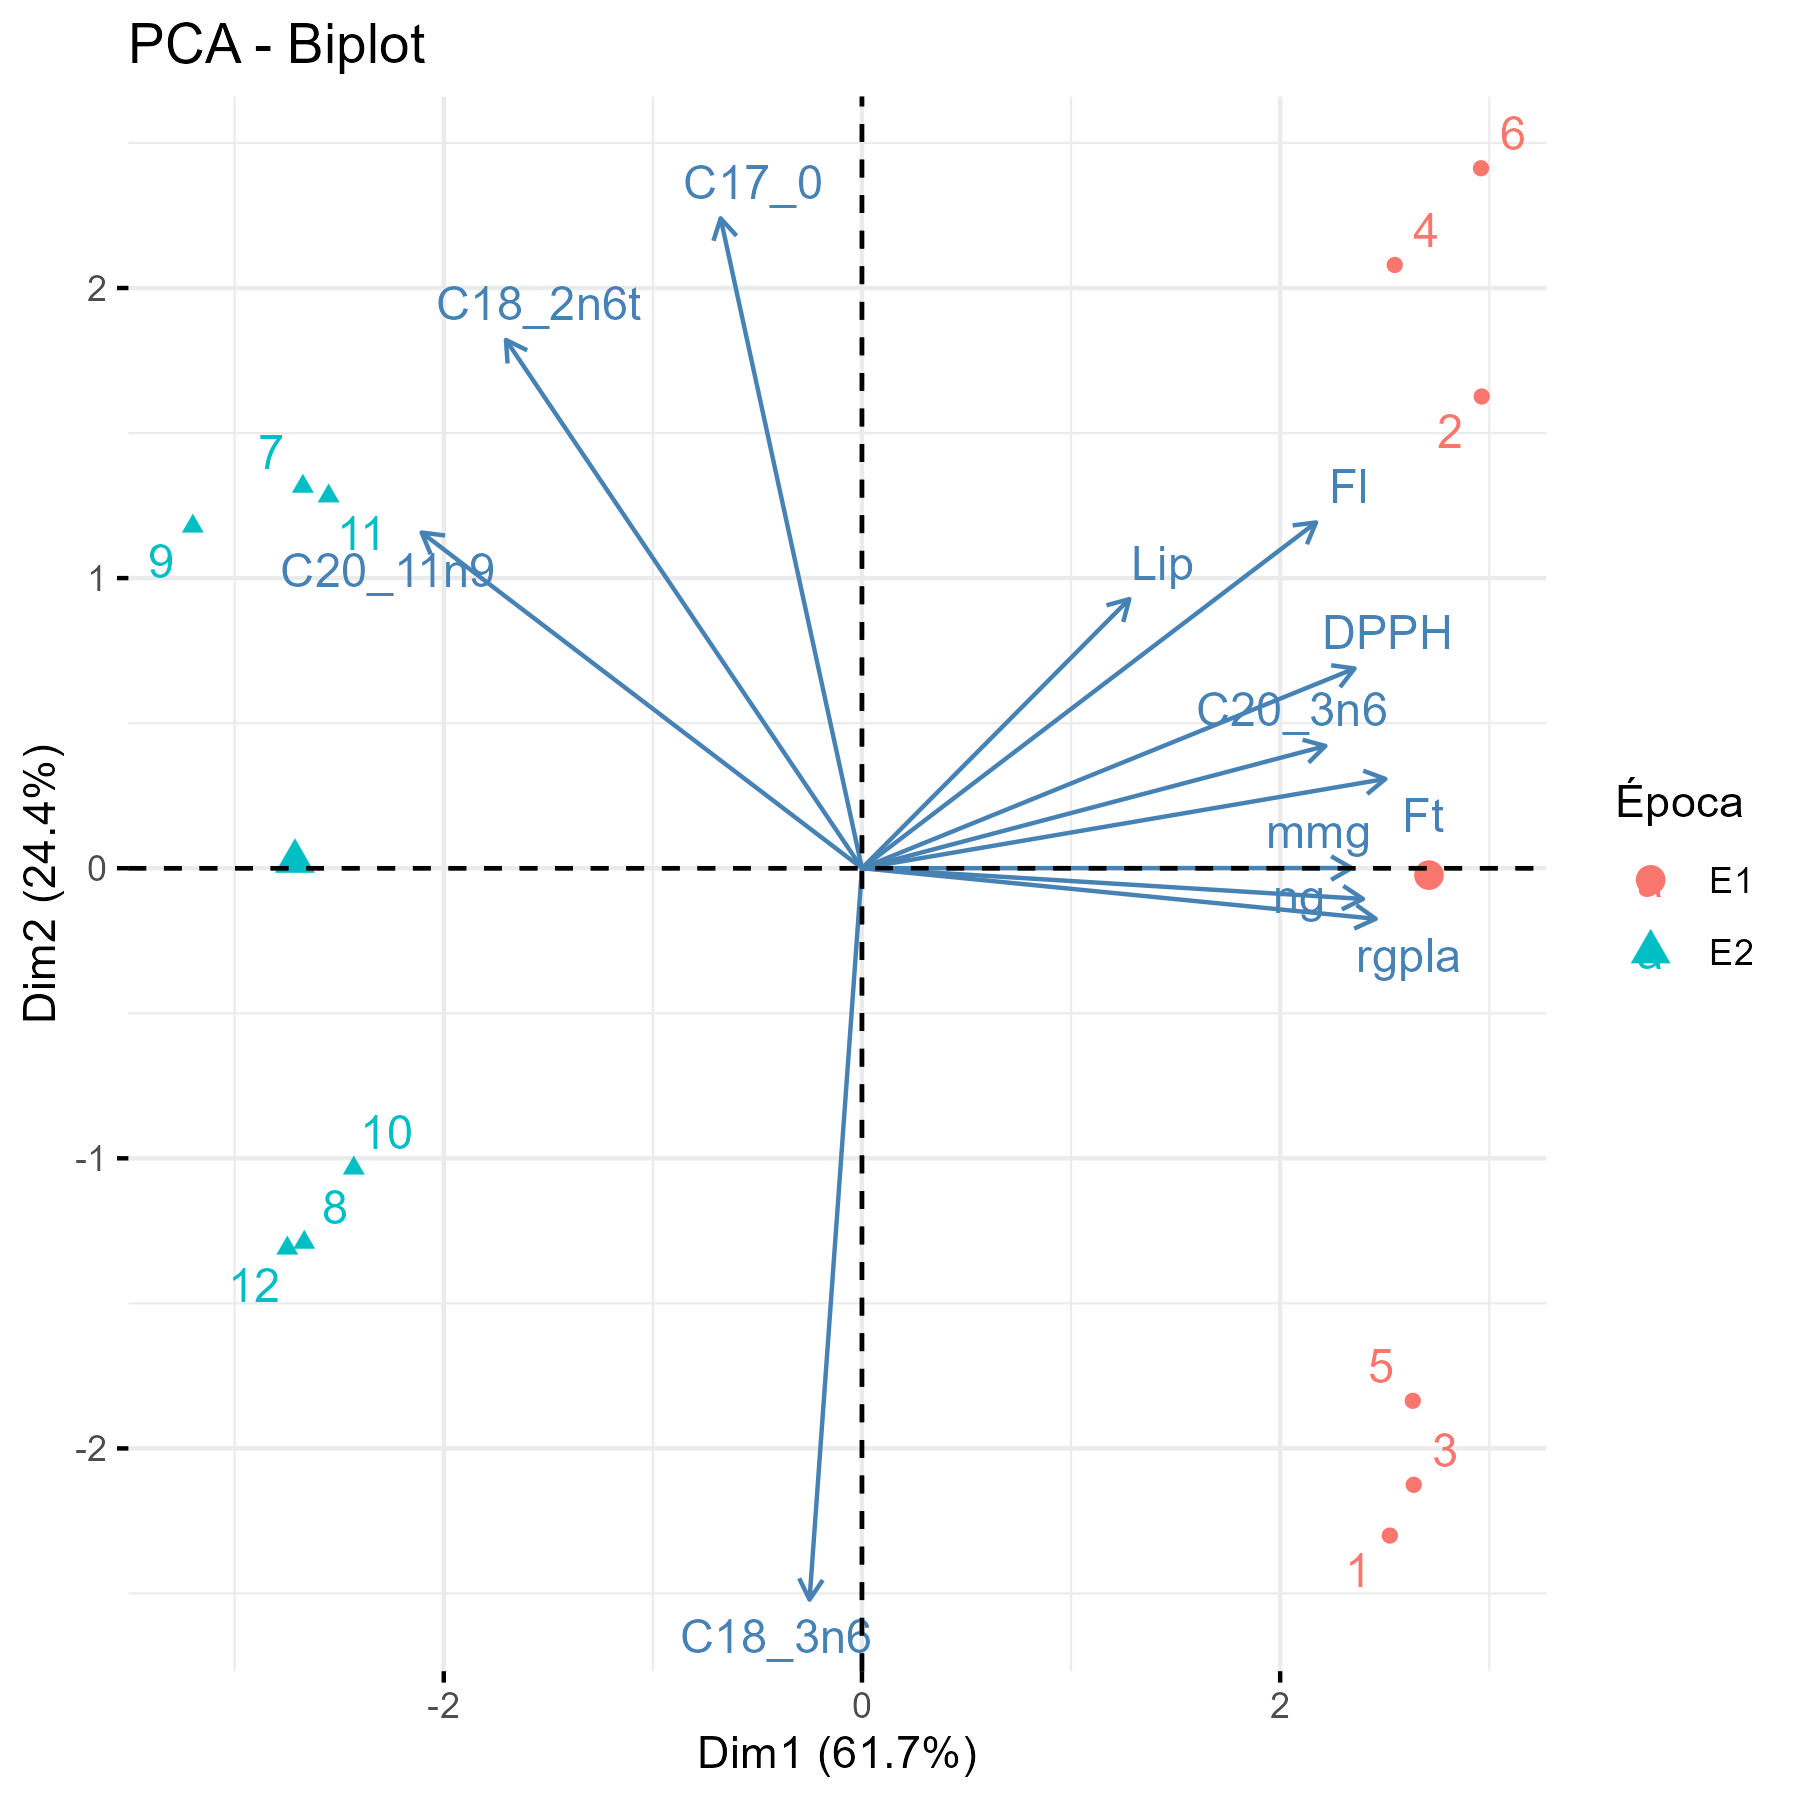 PCA - Biplot
6
C17_0
4
C18_2n6t
2
2
7
Fl
11
Lip
9
C20_11n9
1
DPPH
C20_3n6
Dim2 (24.4%)
Ft
mmg
Época
0
E1
ng
rgpla
E2
10
-1
8
12
5
3
-2
1
C18_3n6
-2
0
2
Dim1 (61.7%)